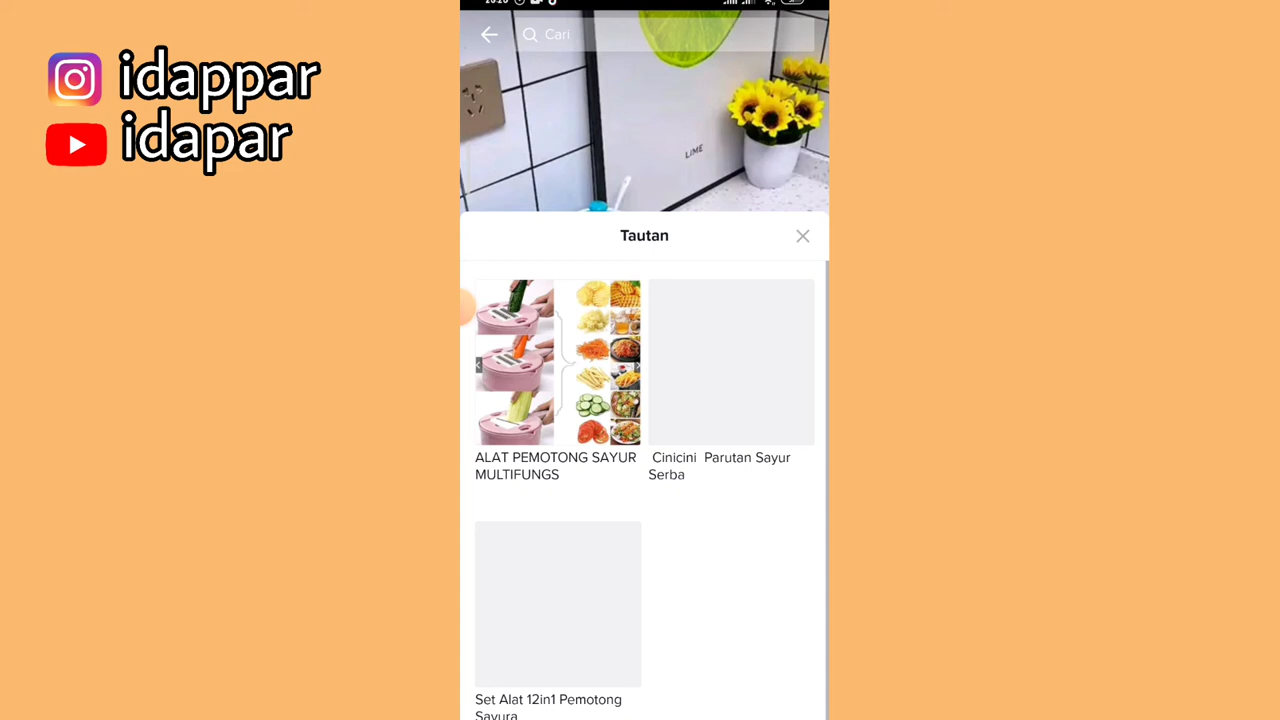 idappar
idapar
Cari
LIME
Tautan
ALAT PEMOTONG SAYUR
MULTIFUNGS
Cinicini Parutan Sayur
Serba
Set Alat 12in1 Pemotong
Sayura